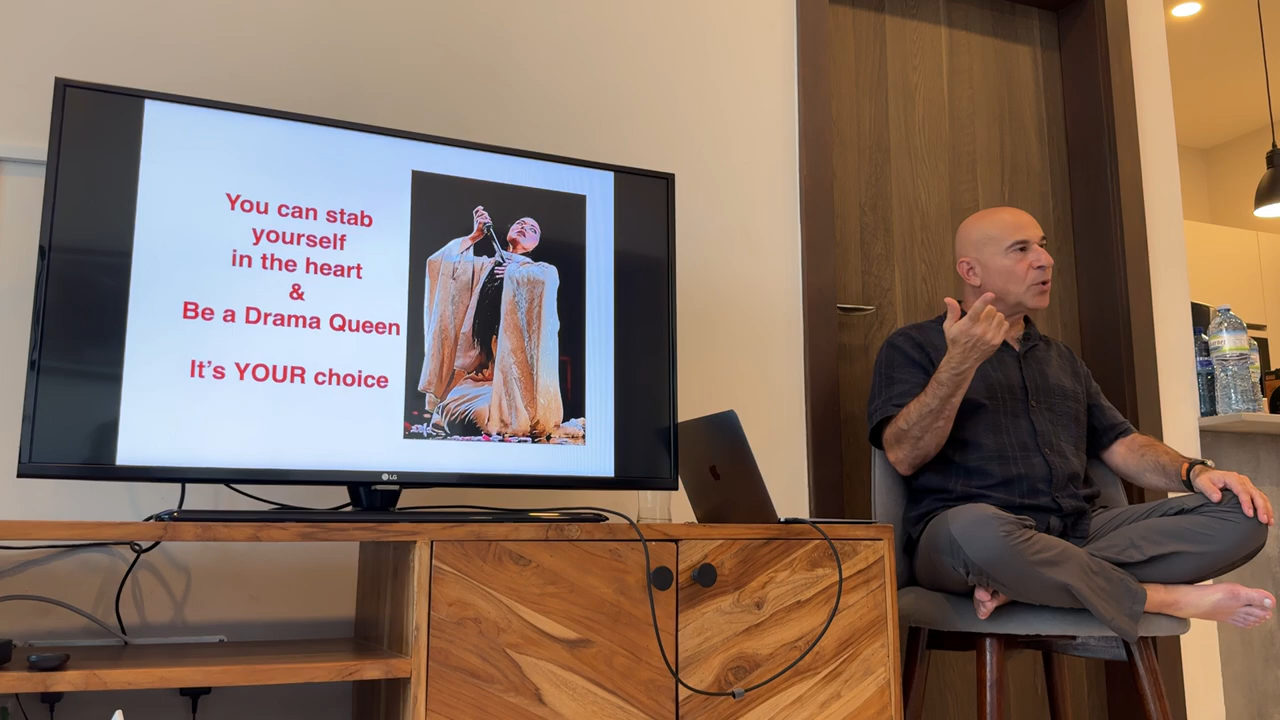 You can stab
yourself
in the heart
&
Be a Drama Queen
It's YOUR choice
LG